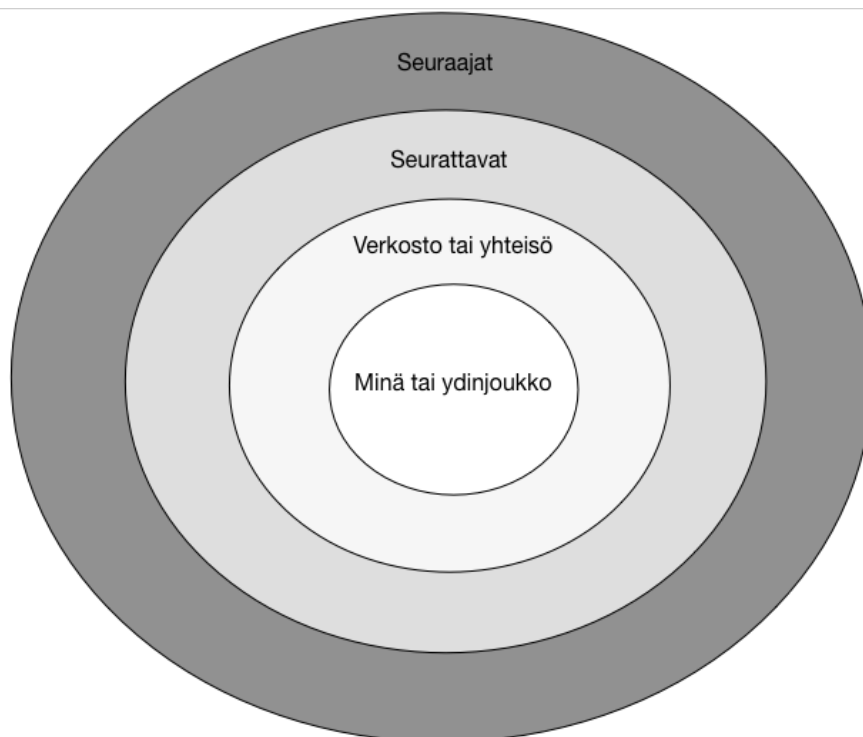 Seuraajat
Seurattavat
Verkosto tai yhteisö
Minä tai ydinjoukko